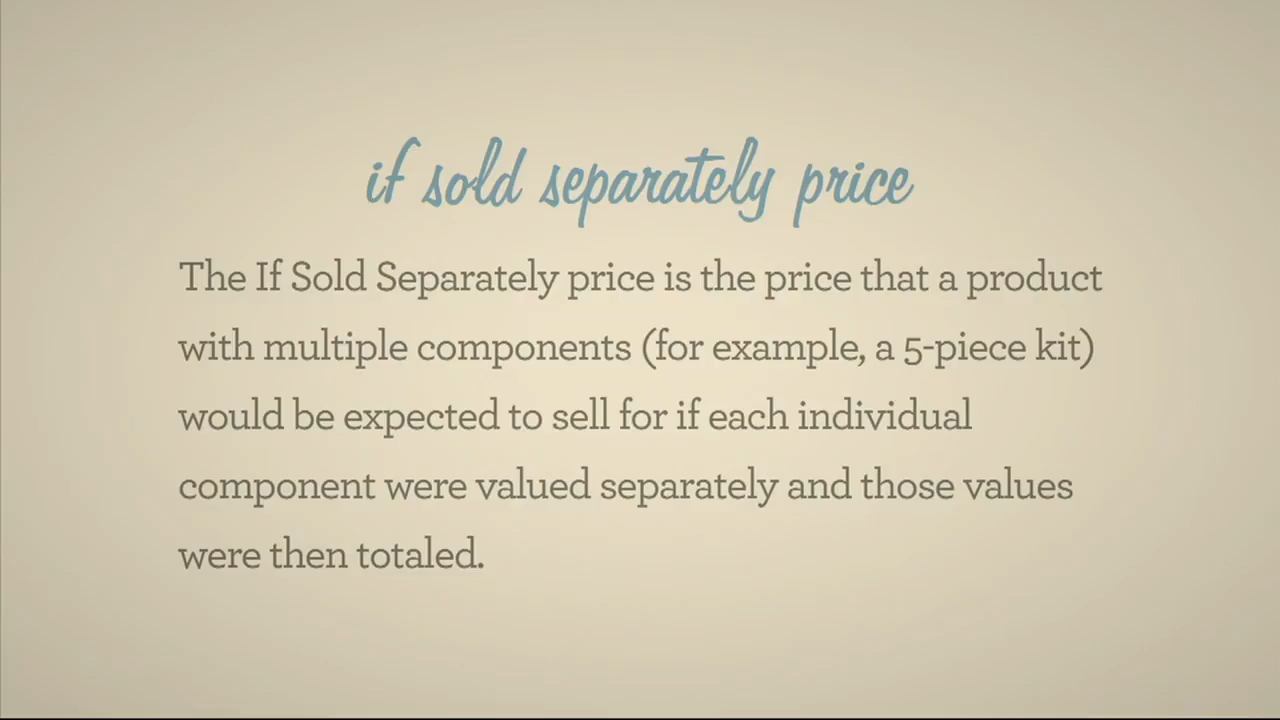 if sold separately price
The If Sold Separately price is the price that a product
with multiple components (for example, a 5-piece kit)
would be expected to sell for if each individual
component were valued separately and those values
were then totaled.